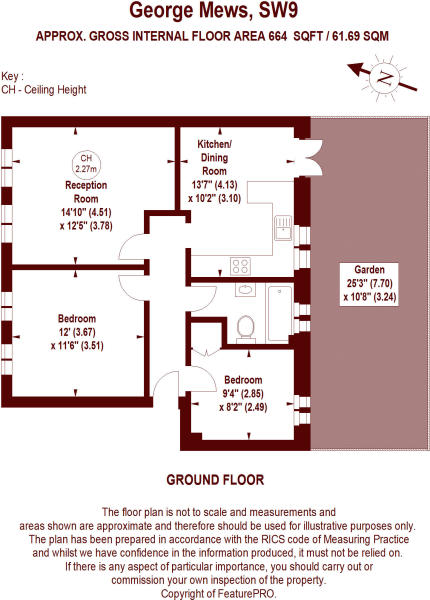 George Mews, SW9
APPROX. GROSS INTERNAL FLOOR AREA 664 SQFT / 61.69 SQM
Key :
CH - Ceiling Height
N
CH
2.27m
Reception
Room
14'10" (4.51)
x 12'5" (3.78)
Kitchen/
Dining
Room
13'7" (4.13)
x 10'2" (3.10)
Garden
25'3" (7.70)
x 10'8" (3.24)
Bedroom
12' (3.67)
x 11'6" (3.51)
Bedroom
9'4" (2.85)
x 8'2" (2.49)
GROUND FLOOR
The floor plan is not to scale and measurements and
areas shown are approximate and therefore should be used for illustrative purposes only.
The plan has been prepared in accordance with the RICS code of Measuring Practice
and whilst we have confidence in the information produced, it must not be relied on.
If there is any aspect of particular importance, you should carry out or
commission your own inspection of the property.
Copyright of FeaturePRO.